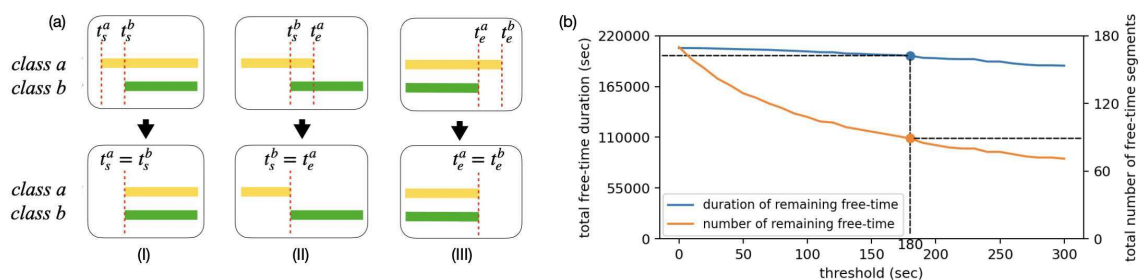 (a)
t_s^a t_s^b
t_s^b t_e^a
t_e^a t_e^b
class a
class b
t_s^a = t_s^b
t_s^b = t_e^a
t_e^a = t_e^b
class a
class b
(I)
(II)
(III)
(b)
total free-time duration (sec)
220000
165000
110000
55000
0
duration of remaining free-time
number of remaining free-time
0 50 100 150 180 200 250 300
threshold (sec)
180
120
60
0
total number of free-time segments